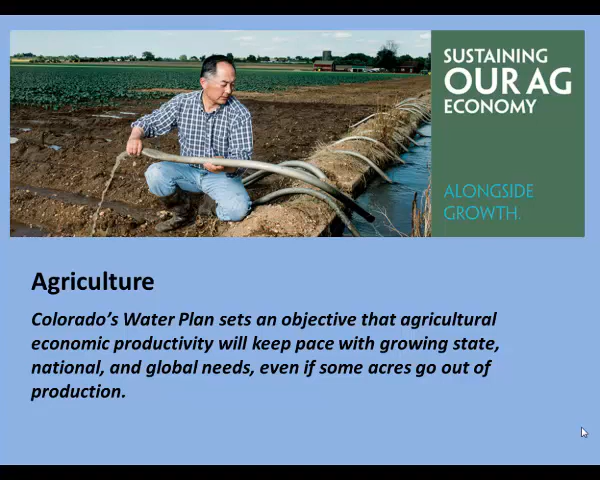 SUSTAINING
OUR AG
ECONOMY
ALONGSIDE
GROWTH.
Agriculture
Colorado's Water Plan sets an objective that agricultural
economic productivity will keep pace with growing state,
national, and global needs, even if some acres go out of
production.